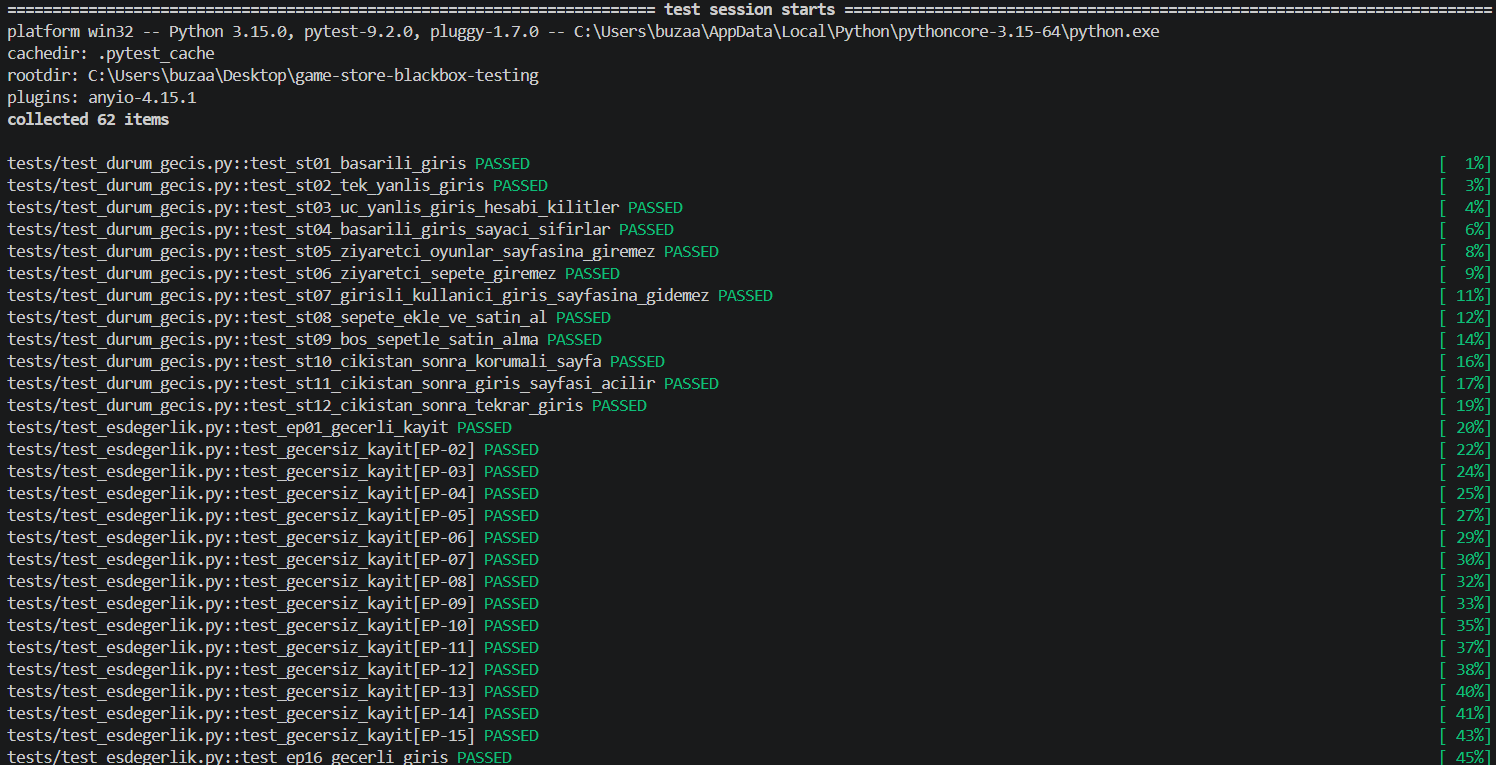 ======================================================================== test session starts ========================================================================
platform win32 -- Python 3.15.0, pytest-9.2.0, pluggy-1.7.0 -- C:\Users\buzaa\AppData\Local\Python\pythoncore-3.15-64\python.exe
cachedir: .pytest_cache
rootdir: C:\Users\buzaa\Desktop\game-store-blackbox-testing
plugins: anyio-4.15.1
collected 62 items
tests/test_durum_gecis.py::test_st01_basarili_giris PASSED [  1%]
tests/test_durum_gecis.py::test_st02_tek_yanlis_giris PASSED [  3%]
tests/test_durum_gecis.py::test_st03_uc_yanlis_giris_hesabi_kilitler PASSED [  4%]
tests/test_durum_gecis.py::test_st04_basarili_giris_sayaci_sifirlar PASSED [  6%]
tests/test_durum_gecis.py::test_st05_ziyaretci_oyunlar_sayfasina_giremez PASSED [  8%]
tests/test_durum_gecis.py::test_st06_ziyaretci_sepete_giremez PASSED [  9%]
tests/test_durum_gecis.py::test_st07_girisli_kullanici_giris_sayfasina_gidemez PASSED [ 11%]
tests/test_durum_gecis.py::test_st08_sepete_ekle_ve_satin_al PASSED [ 12%]
tests/test_durum_gecis.py::test_st09_bos_sepetle_satin_alma PASSED [ 14%]
tests/test_durum_gecis.py::test_st10_cikistan_sonra_korumali_sayfa PASSED [ 16%]
tests/test_durum_gecis.py::test_st11_cikistan_sonra_giris_sayfasi_acilir PASSED [ 17%]
tests/test_durum_gecis.py::test_st12_cikistan_sonra_tekrar_giris PASSED [ 19%]
tests/test_esdegerlik.py::test_ep01_gecerli_kayit PASSED [ 20%]
tests/test_esdegerlik.py::test_gecersiz_kayit[EP-02] PASSED [ 22%]
tests/test_esdegerlik.py::test_gecersiz_kayit[EP-03] PASSED [ 24%]
tests/test_esdegerlik.py::test_gecersiz_kayit[EP-04] PASSED [ 25%]
tests/test_esdegerlik.py::test_gecersiz_kayit[EP-05] PASSED [ 27%]
tests/test_esdegerlik.py::test_gecersiz_kayit[EP-06] PASSED [ 29%]
tests/test_esdegerlik.py::test_gecersiz_kayit[EP-07] PASSED [ 30%]
tests/test_esdegerlik.py::test_gecersiz_kayit[EP-08] PASSED [ 32%]
tests/test_esdegerlik.py::test_gecersiz_kayit[EP-09] PASSED [ 33%]
tests/test_esdegerlik.py::test_gecersiz_kayit[EP-10] PASSED [ 35%]
tests/test_esdegerlik.py::test_gecersiz_kayit[EP-11] PASSED [ 37%]
tests/test_esdegerlik.py::test_gecersiz_kayit[EP-12] PASSED [ 38%]
tests/test_esdegerlik.py::test_gecersiz_kayit[EP-13] PASSED [ 40%]
tests/test_esdegerlik.py::test_gecersiz_kayit[EP-14] PASSED [ 41%]
tests/test_esdegerlik.py::test_gecersiz_kayit[EP-15] PASSED [ 43%]
tests/test_esdegerlik.py::test_ep16_gecerli_giris PASSED [ 45%]